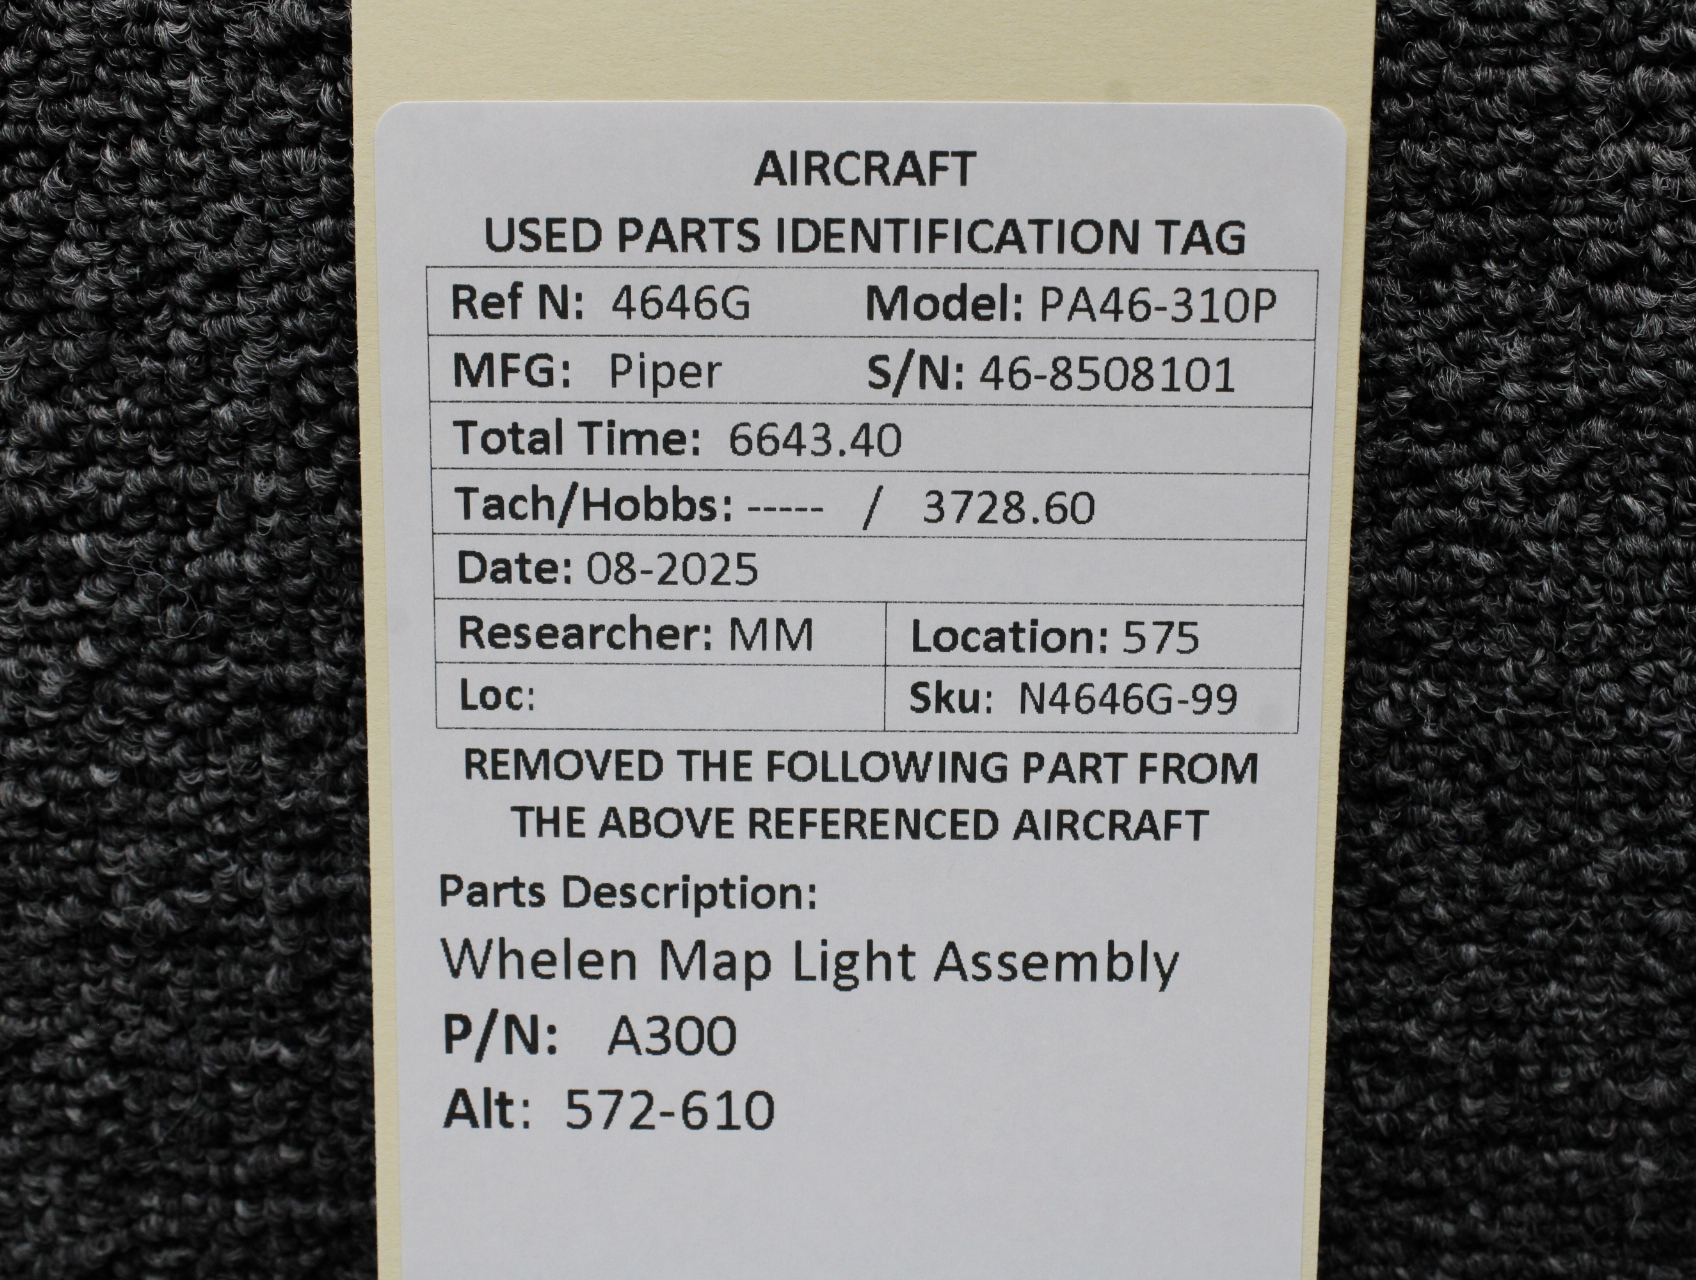 AIRCRAFT
USED PARTS IDENTIFICATION TAG
Ref N: 4646G Model: PA46-310P
MFG: Piper S/N: 46-8508101
Total Time: 6643.40
Tach/Hobbs: ----- / 3728.60
Date: 08-2025
Researcher: MM Location: 575
Loc: Sku: N4646G-99
REMOVED THE FOLLOWING PART FROM
THE ABOVE REFERENCED AIRCRAFT
Parts Description:
Whelen Map Light Assembly
P/N: A300
Alt: 572-610